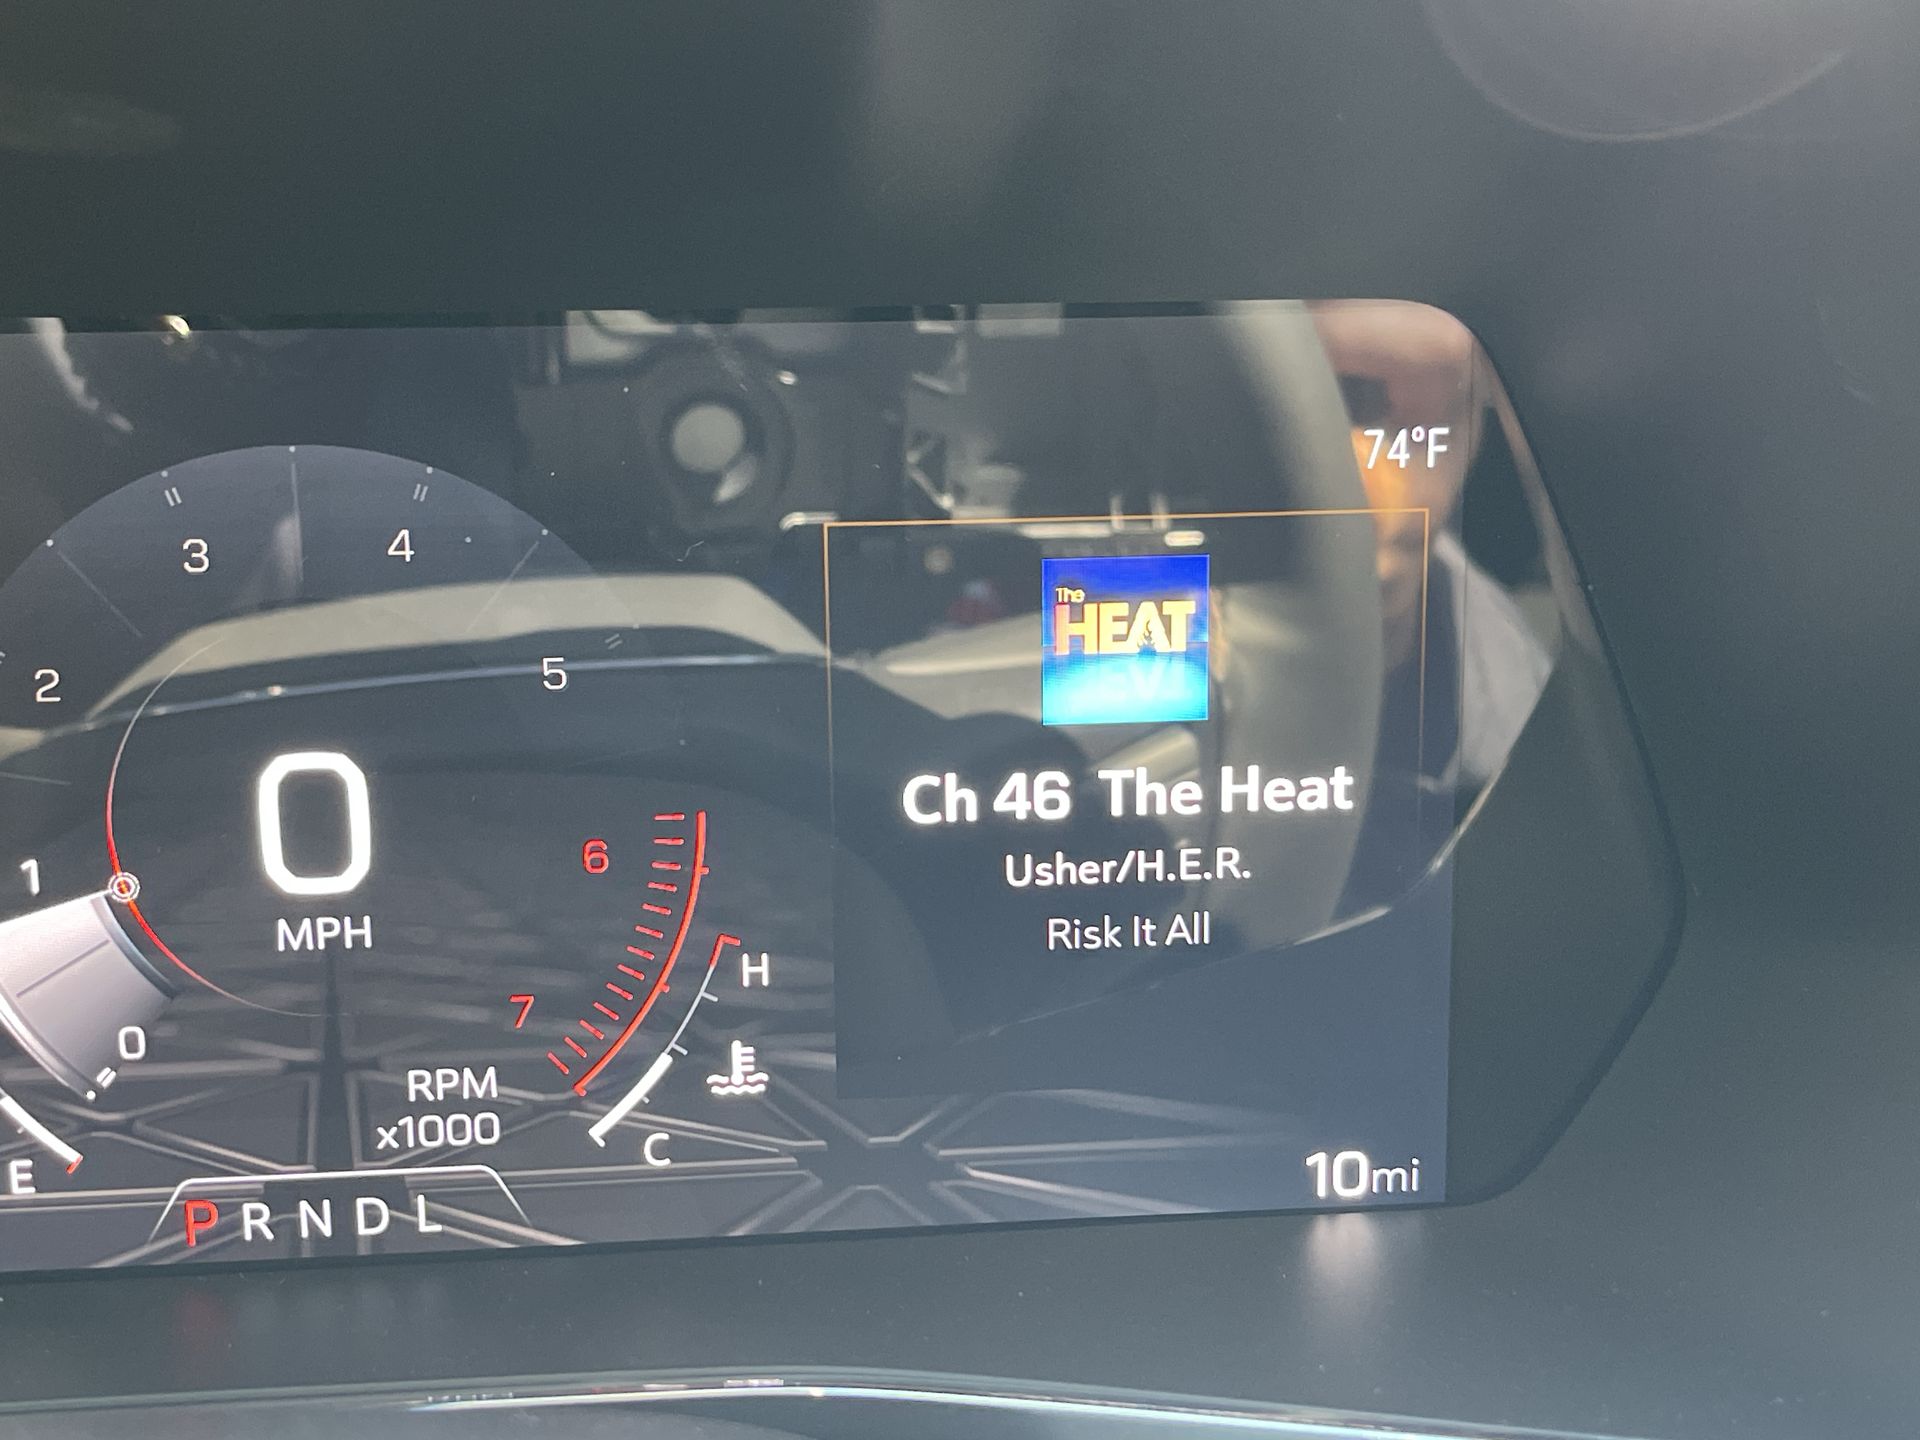 74°F
3
4
2
5
The
HEAT
0
MPH
Ch 46 The Heat
Usher/H.E.R.
Risk It All
1
6
7
H
0
RPM
x1000
C
E
P R N D L
10mi